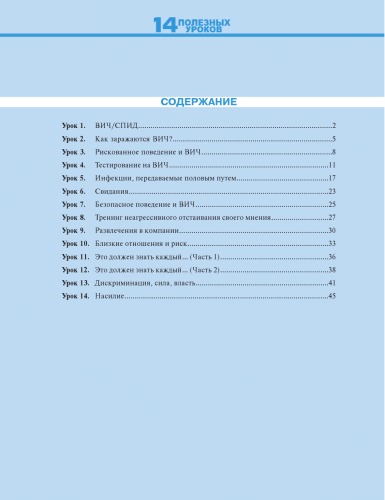 14 ПОЛЕЗНЫХ
УРОКОВ
СОДЕРЖАНИЕ
Урок 1. ВИЧ/СПИД 2
Урок 2. Как заражаются ВИЧ? 5
Урок 3. Рискованное поведение и ВИЧ 8
Урок 4. Тестирование на ВИЧ 11
Урок 5. Инфекции, передаваемые половым путем 17
Урок 6. Свидания 23
Урок 7. Безопасное поведение и ВИЧ 25
Урок 8. Тренинг неагрессивного отстаивания своего мнения 27
Урок 9. Развлечения в компании 30
Урок 10. Близкие отношения и риск 33
Урок 11. Это должен знать каждый... (Часть 1) 36
Урок 12. Это должен знать каждый... (Часть 2) 38
Урок 13. Дискриминация, сила, власть 41
Урок 14. Насилие 45